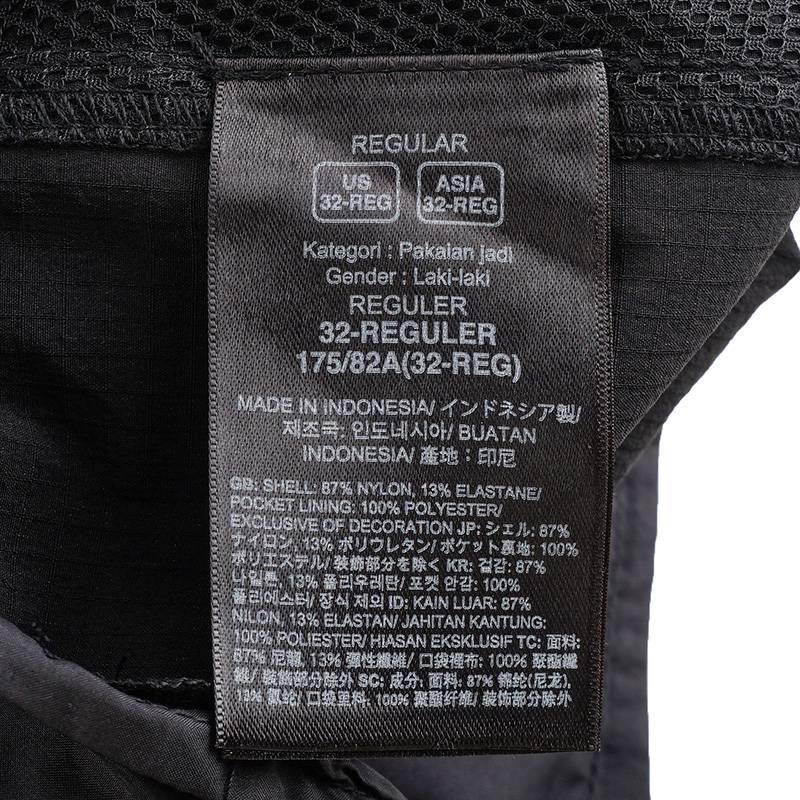 REGULAR
US ASIA
32-REG 32-REG
Kategori : Pakaian jadi
Gender : Laki-laki
REGULER
32-REGULER
175/82A(32-REG)
MADE IN INDONESIA/ インドネシア製/
제조국: 인도네시아/ BUATAN
INDONESIA/ 產地：印尼
GB: SHELL: 87% NYLON, 13% ELASTANE/
POCKET LINING: 100% POLYESTER/
EXCLUSIVE OF DECORATION JP: シェル: 87%
ナイロン, 13% ポリウレタン/ ポケット裏地: 100%
ポリエステル/ 装飾部分を除く KR: 겉감: 87%
나일론, 13% 폴리우레탄/ 포켓 안감: 100%
폴리에스터/ 장식 제외 ID: KAIN LUAR: 87%
NILON, 13% ELASTAN/ JAHITAN KANTUNG:
100% POLIESTER/ HIASAN EKSKLUSIF TC: 面料:
87% 尼龍, 13% 彈性纖維/ 口袋裡布: 100% 聚酯纖
維/ 裝飾部分除外 SC: 成分: 面料: 87% 锦纶(尼龙),
13% 氨纶/ 口袋里料: 100% 聚酯纤维/ 装饰部分除外